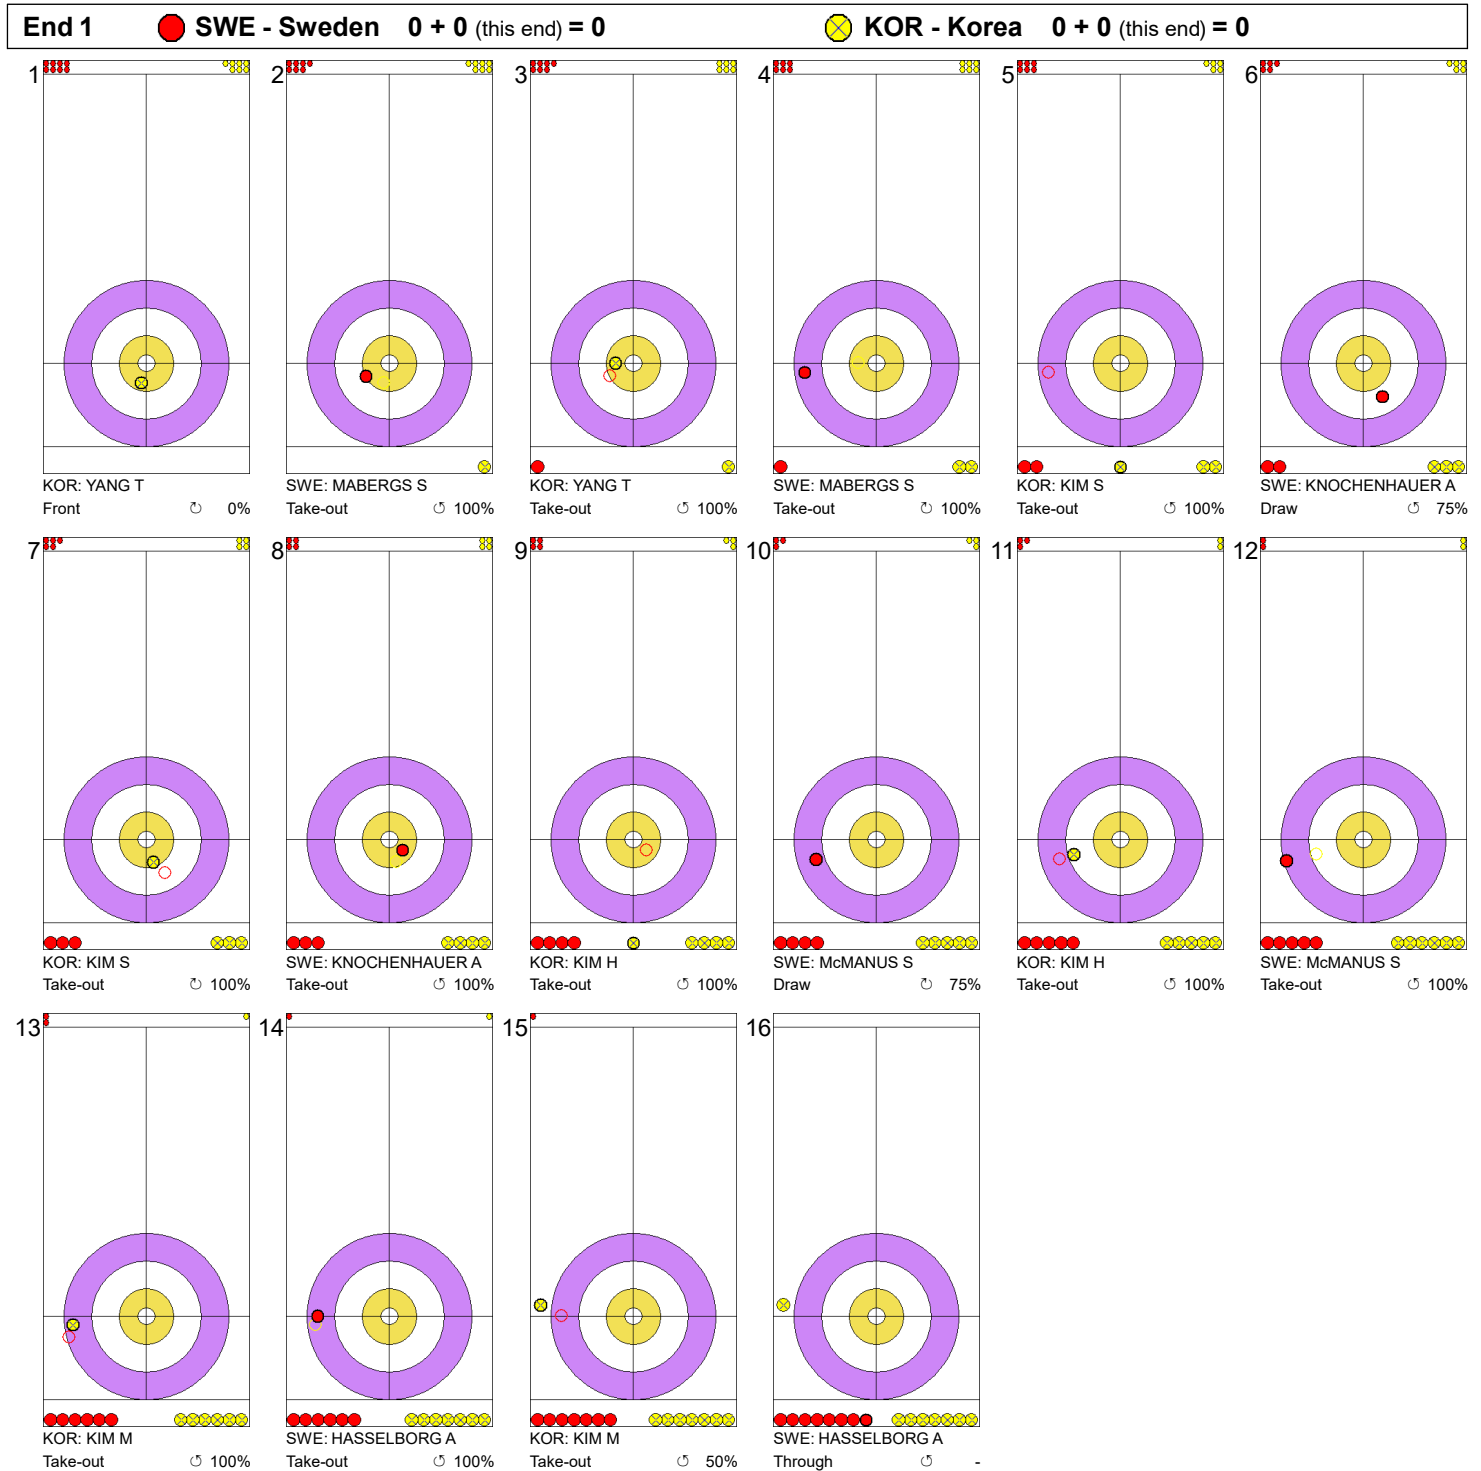 End 1 SWE - Sweden 0 + 0 (this end) = 0 KOR - Korea 0 + 0 (this end) = 0
1 2 3 4 5 6
KOR: YANG T SWE: MABERGS S KOR: YANG T SWE: MABERGS S KOR: KIM S SWE: KNOCHENHAUER A
Front ↻ 0% Take-out ↺ 100% Take-out ↺ 100% Take-out ↺ 100% Take-out ↺ 100% Draw ↺ 75%
7 8 9 10 11 12
KOR: KIM S SWE: KNOCHENHAUER A KOR: KIM H SWE: McMANUS S KOR: KIM H SWE: McMANUS S
Take-out ↻ 100% Take-out ↺ 100% Take-out ↺ 100% Draw ↻ 75% Take-out ↺ 100% Take-out ↺ 100%
13 14 15 16
KOR: KIM M SWE: HASSELBORG A KOR: KIM M SWE: HASSELBORG A
Take-out ↺ 100% Take-out ↺ 100% Take-out ↺ 50% Through ↺ -